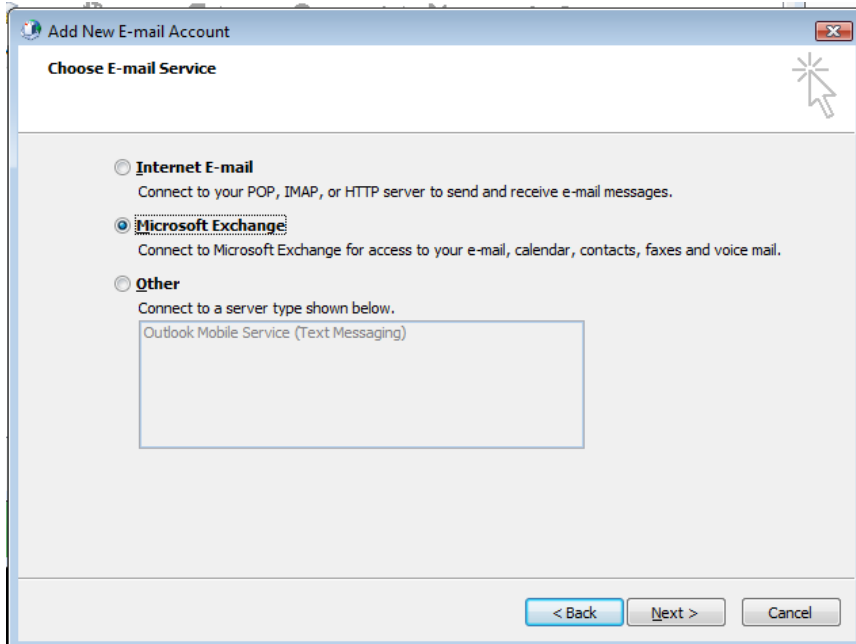 Add New E-mail Account
Choose E-mail Service
Internet E-mail
Connect to your POP, IMAP, or HTTP server to send and receive e-mail messages.
Microsoft Exchange
Connect to Microsoft Exchange for access to your e-mail, calendar, contacts, faxes and voice mail.
Other
Connect to a server type shown below.
Outlook Mobile Service (Text Messaging)
< Back
Next >
Cancel